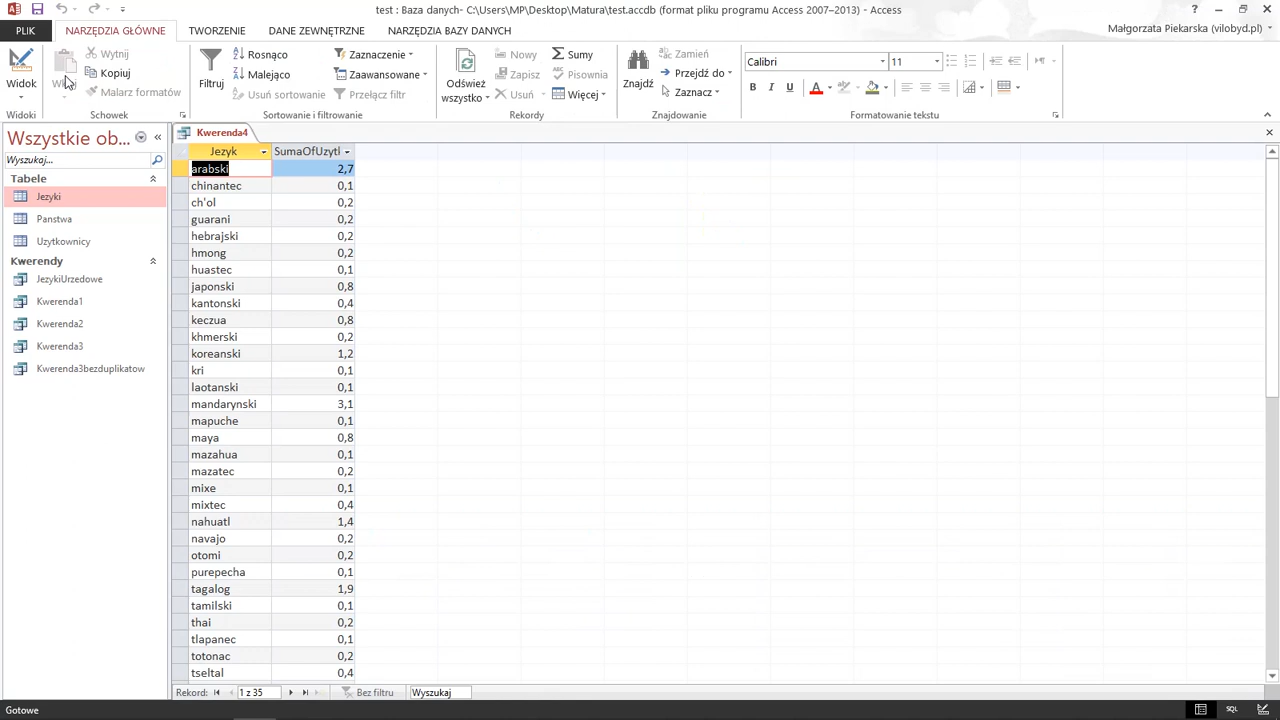 test : Baza danych- C:\Users\MP\Desktop\Matura\test.accdb (format pliku programu Access 2007–2013) - Access
PLIK NARZĘDZIA GŁÓWNE TWORZENIE DANE ZEWNĘTRZNE NARZĘDZIA BAZY DANYCH Małgorzata Piekarska (vilobyd.pl)
Widok
Wytnij
Kopiuj
Malarz formatów
Filtruj
Rosnąco
Malejąco
Usuń sortowanie
Zaznaczenie
Zaawansowane
Przełącz filtr
Odśwież wszystko
Nowy
Zapisz
Usuń
Sumy
Pisownia
Więcej
Znajdź
Zamień
Przejdź do
Zaznacz
Calibri 11
B I U A
Widoki Schowek Sortowanie i filtrowanie Rekordy Znajdowanie Formatowanie tekstu
Wszystkie ob...
Wyszukaj...
Tabele
Jezyki
Panstwa
Uzytkownicy
Kwerendy
JezykiUrzedowe
Kwerenda1
Kwerenda2
Kwerenda3
Kwerenda3bezduplikatow
Kwerenda4
Jezyk SumaOfUzytl
arabski 2,7
chinantec 0,1
ch'ol 0,2
guarani 0,2
hebrajski 0,2
hmong 0,2
huastec 0,1
japonski 0,8
kantonski 0,4
keczua 0,8
khmerski 0,2
koreanski 1,2
kri 0,1
laotanski 0,1
mandarynski 3,1
mapuche 0,1
maya 0,8
mazahua 0,1
mazatec 0,2
mixe 0,1
mixtec 0,4
nahuatl 1,4
navajo 0,2
otomi 0,2
purepecha 0,1
tagalog 1,9
tamilski 0,1
thai 0,2
tlapanec 0,1
totonac 0,2
tseltal 0,4
Rekord: 1 z 35 Bez filtru Wyszukaj
Gotowe SQL